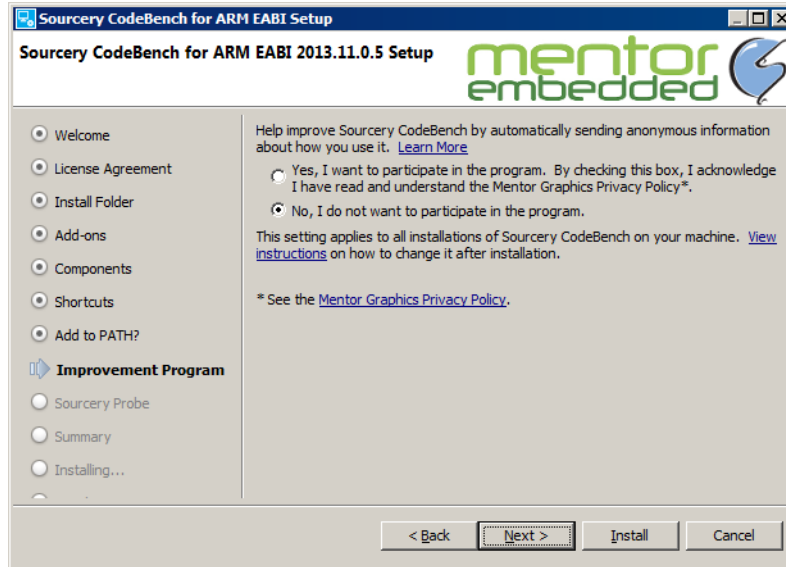 Sourcery CodeBench for ARM EABI Setup
Sourcery CodeBench for ARM EABI 2013.11.0.5 Setup
mentor
embedded
Welcome
License Agreement
Install Folder
Add-ons
Components
Shortcuts
Add to PATH?
Improvement Program
Sourcery Probe
Summary
Installing...
Help improve Sourcery CodeBench by automatically sending anonymous information
about how you use it. Learn More
Yes, I want to participate in the program. By checking this box, I acknowledge
I have read and understand the Mentor Graphics Privacy Policy*.
No, I do not want to participate in the program.
This setting applies to all installations of Sourcery CodeBench on your machine. View
instructions on how to change it after installation.
* See the Mentor Graphics Privacy Policy.
< Back
Next >
Install
Cancel